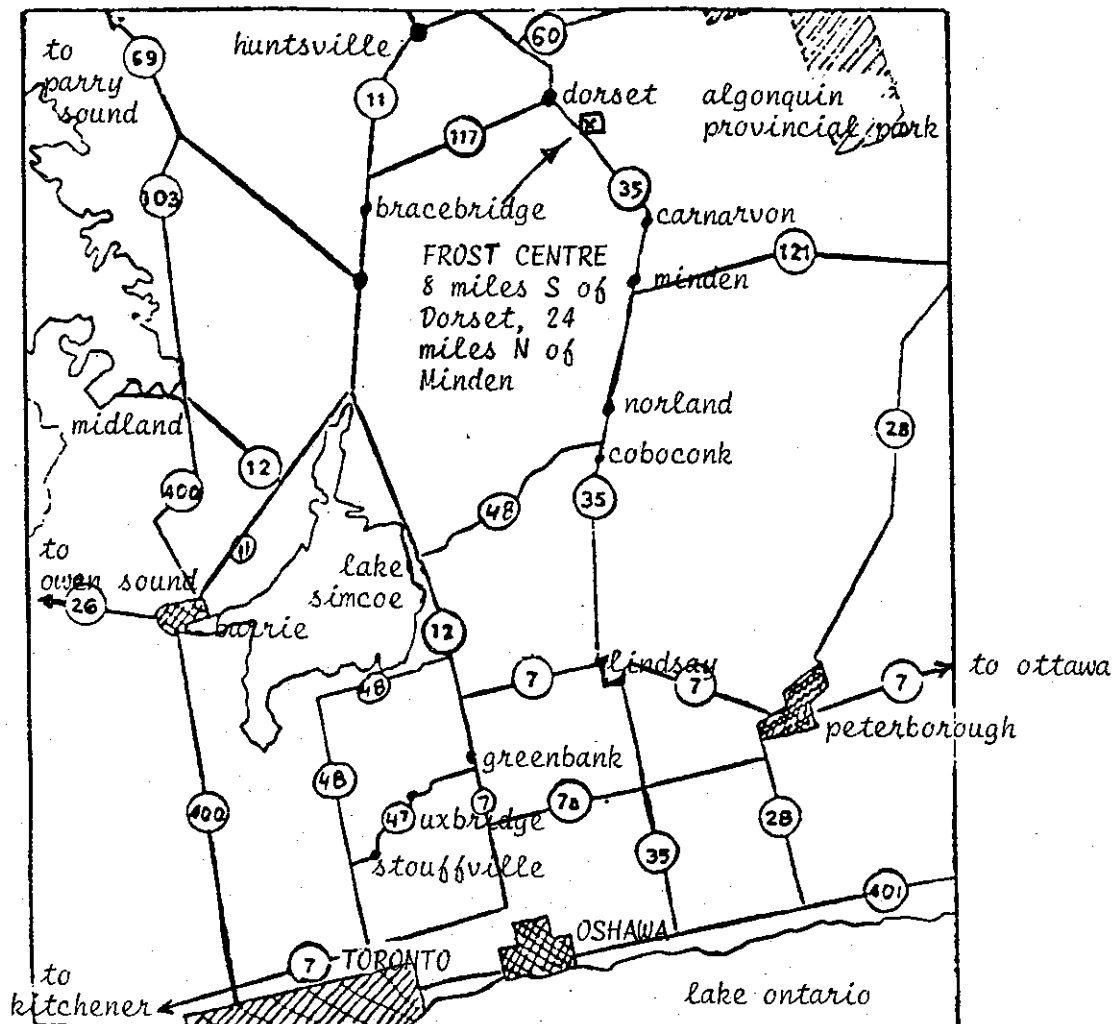 huntsville
60
to
parry
sound
69
11
dorset
algonquin
provincial park
117
103
35
bracebridge
carnarvon
FROST CENTRE
8 miles S of
Dorset, 24
miles N of
Minden
121
minden
norland
midland
28
12
coboconk
400
48
35
11
to
owen sound
lake
simcoe
26
barrie
12
lindsay
7
7
7
to ottawa
48
peterborough
greenbank
48
7
7a
47
uxbridge
400
28
stouffville
35
401
OSHAWA
7
TORONTO
to
kitchener
lake ontario